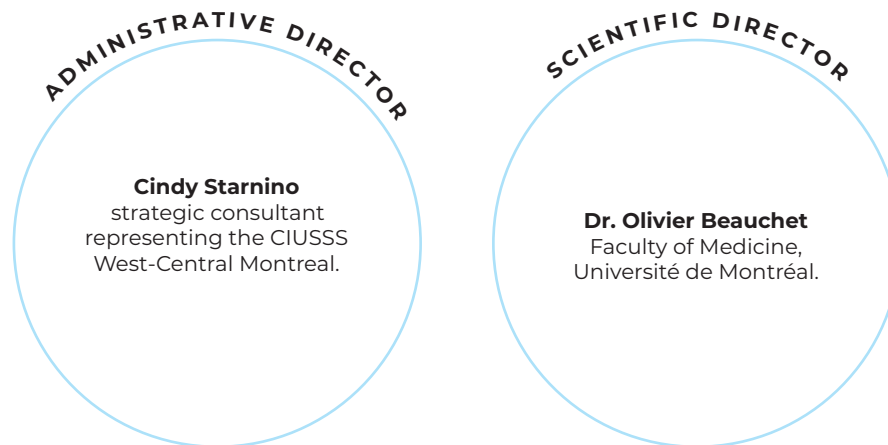 ADMINISTRATIVE DIRECTOR
Cindy Starnino
strategic consultant
representing the CIUSSS
West-Central Montreal.
SCIENTIFIC DIRECTOR
Dr. Olivier Beauchet
Faculty of Medicine,
Université de Montréal.